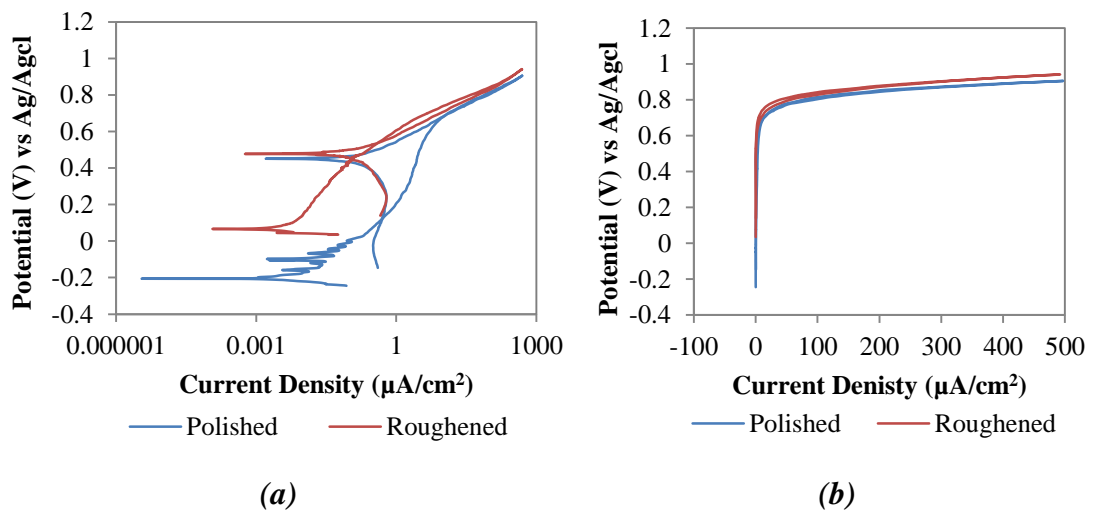 Potential (V) vs Ag/Agcl
1.2
1
0.8
0.6
0.4
0.2
0
-0.2
-0.4
0.000001 0.001 1 1000
Current Density (µA/cm²)
Polished Roughened
(a)
Potential (V) vs Ag/Agcl
1.2
1
0.8
0.6
0.4
0.2
0
-0.2
-0.4
-100 0 100 200 300 400 500
Current Denisty (µA/cm²)
Polished Roughened
(b)